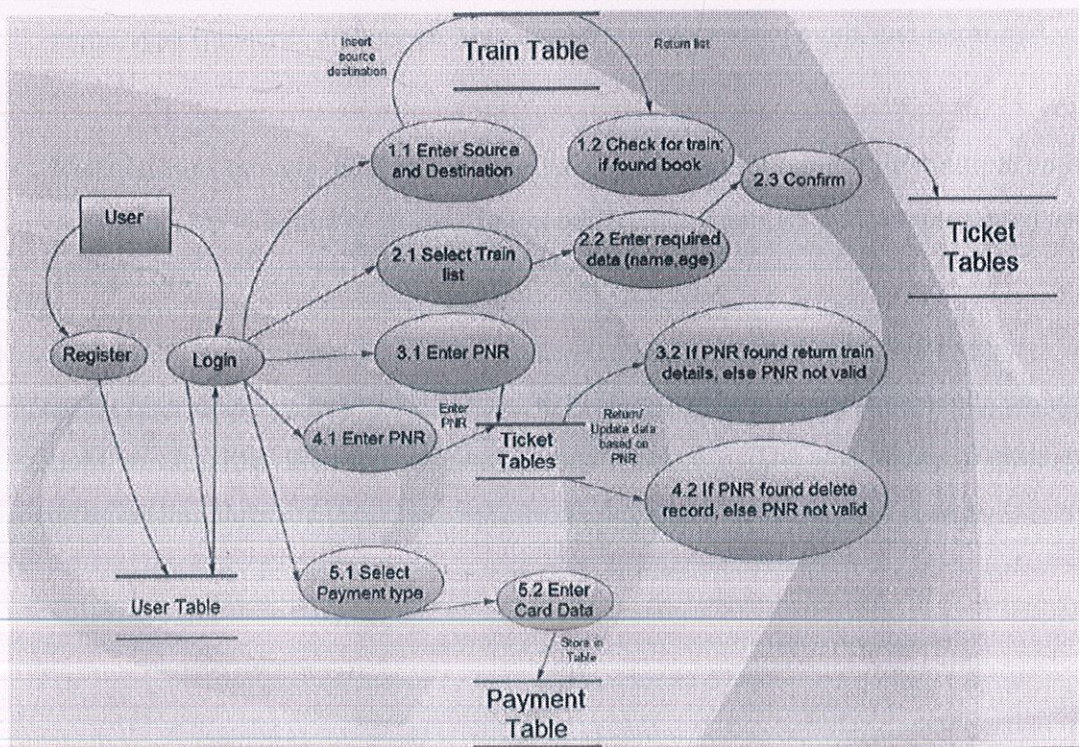 Insert
source
destination
Train Table
Return list
1.1 Enter Source
and Destination
1.2 Check for train;
if found book
2.3 Confirm
User
2.1 Select Train
list
2.2 Enter required
data (name,age)
Ticket
Tables
Register
Login
3.1 Enter PNR
3.2 If PNR found return train
details, else PNR not valid
4.1 Enter PNR
Enter
PNR
Ticket
Tables
Return/
Update data
based on
PNR
4.2 If PNR found delete
record, else PNR not valid
User Table
5.1 Select
Payment type
5.2 Enter
Card Data
Store in
Table
Payment
Table